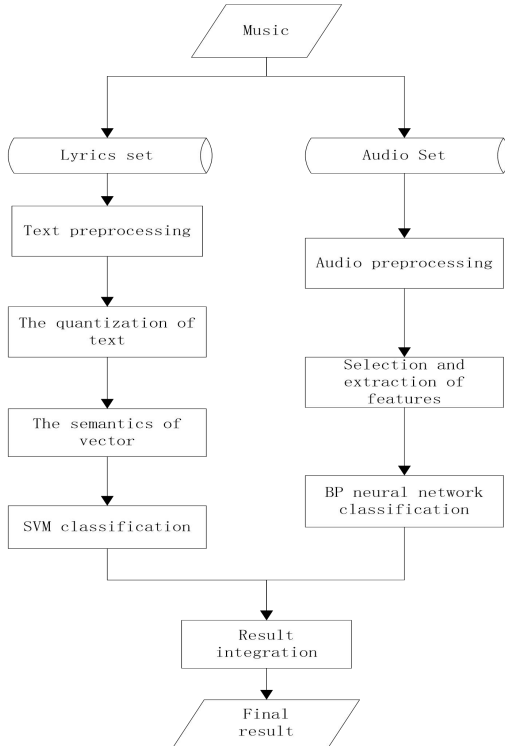 Music
Lyrics set
Audio Set
Text preprocessing
Audio preprocessing
The quantization of
text
Selection and
extraction of
features
The semantics of
vector
BP neural network
classification
SVM classification
Result
integration
Final
result